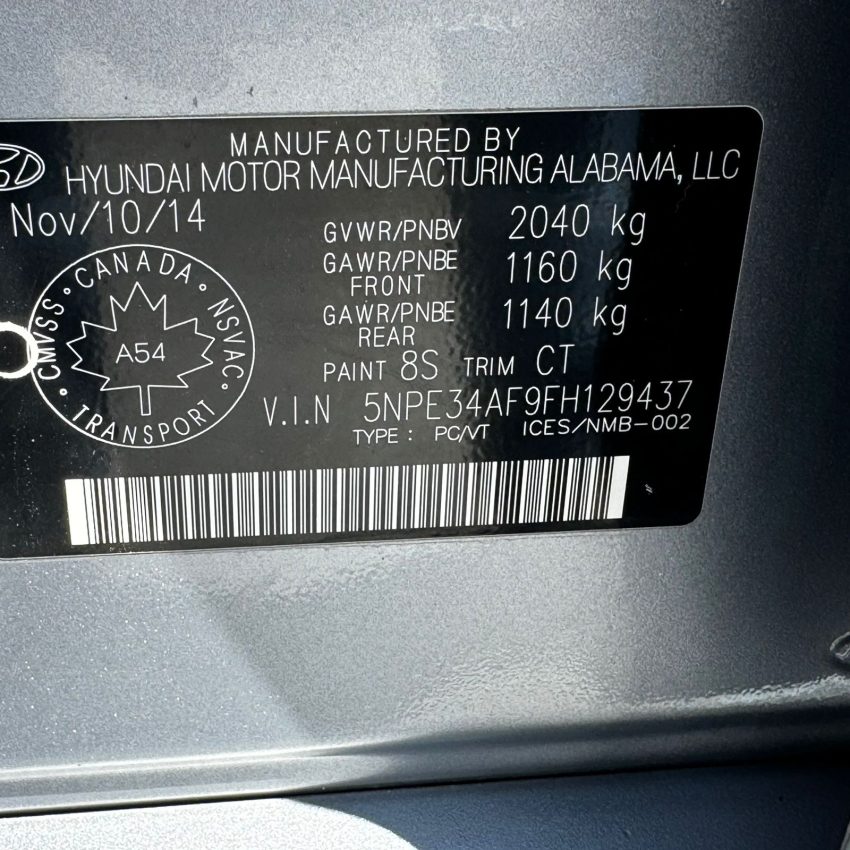 MANUFACTURED BY
HYUNDAI MOTOR MANUFACTURING ALABAMA, LLC
Nov/10/14
GVWR/PNBV 2040 kg
GAWR/PNBE FRONT 1160 kg
GAWR/PNBE REAR 1140 kg
PAINT 8S TRIM CT
V.I.N 5NPE34AF9FH129437
TYPE : PC/VT ICES/NMB-002
CMVSS • CANADA • NSVAC • TRANSPORT •
A54